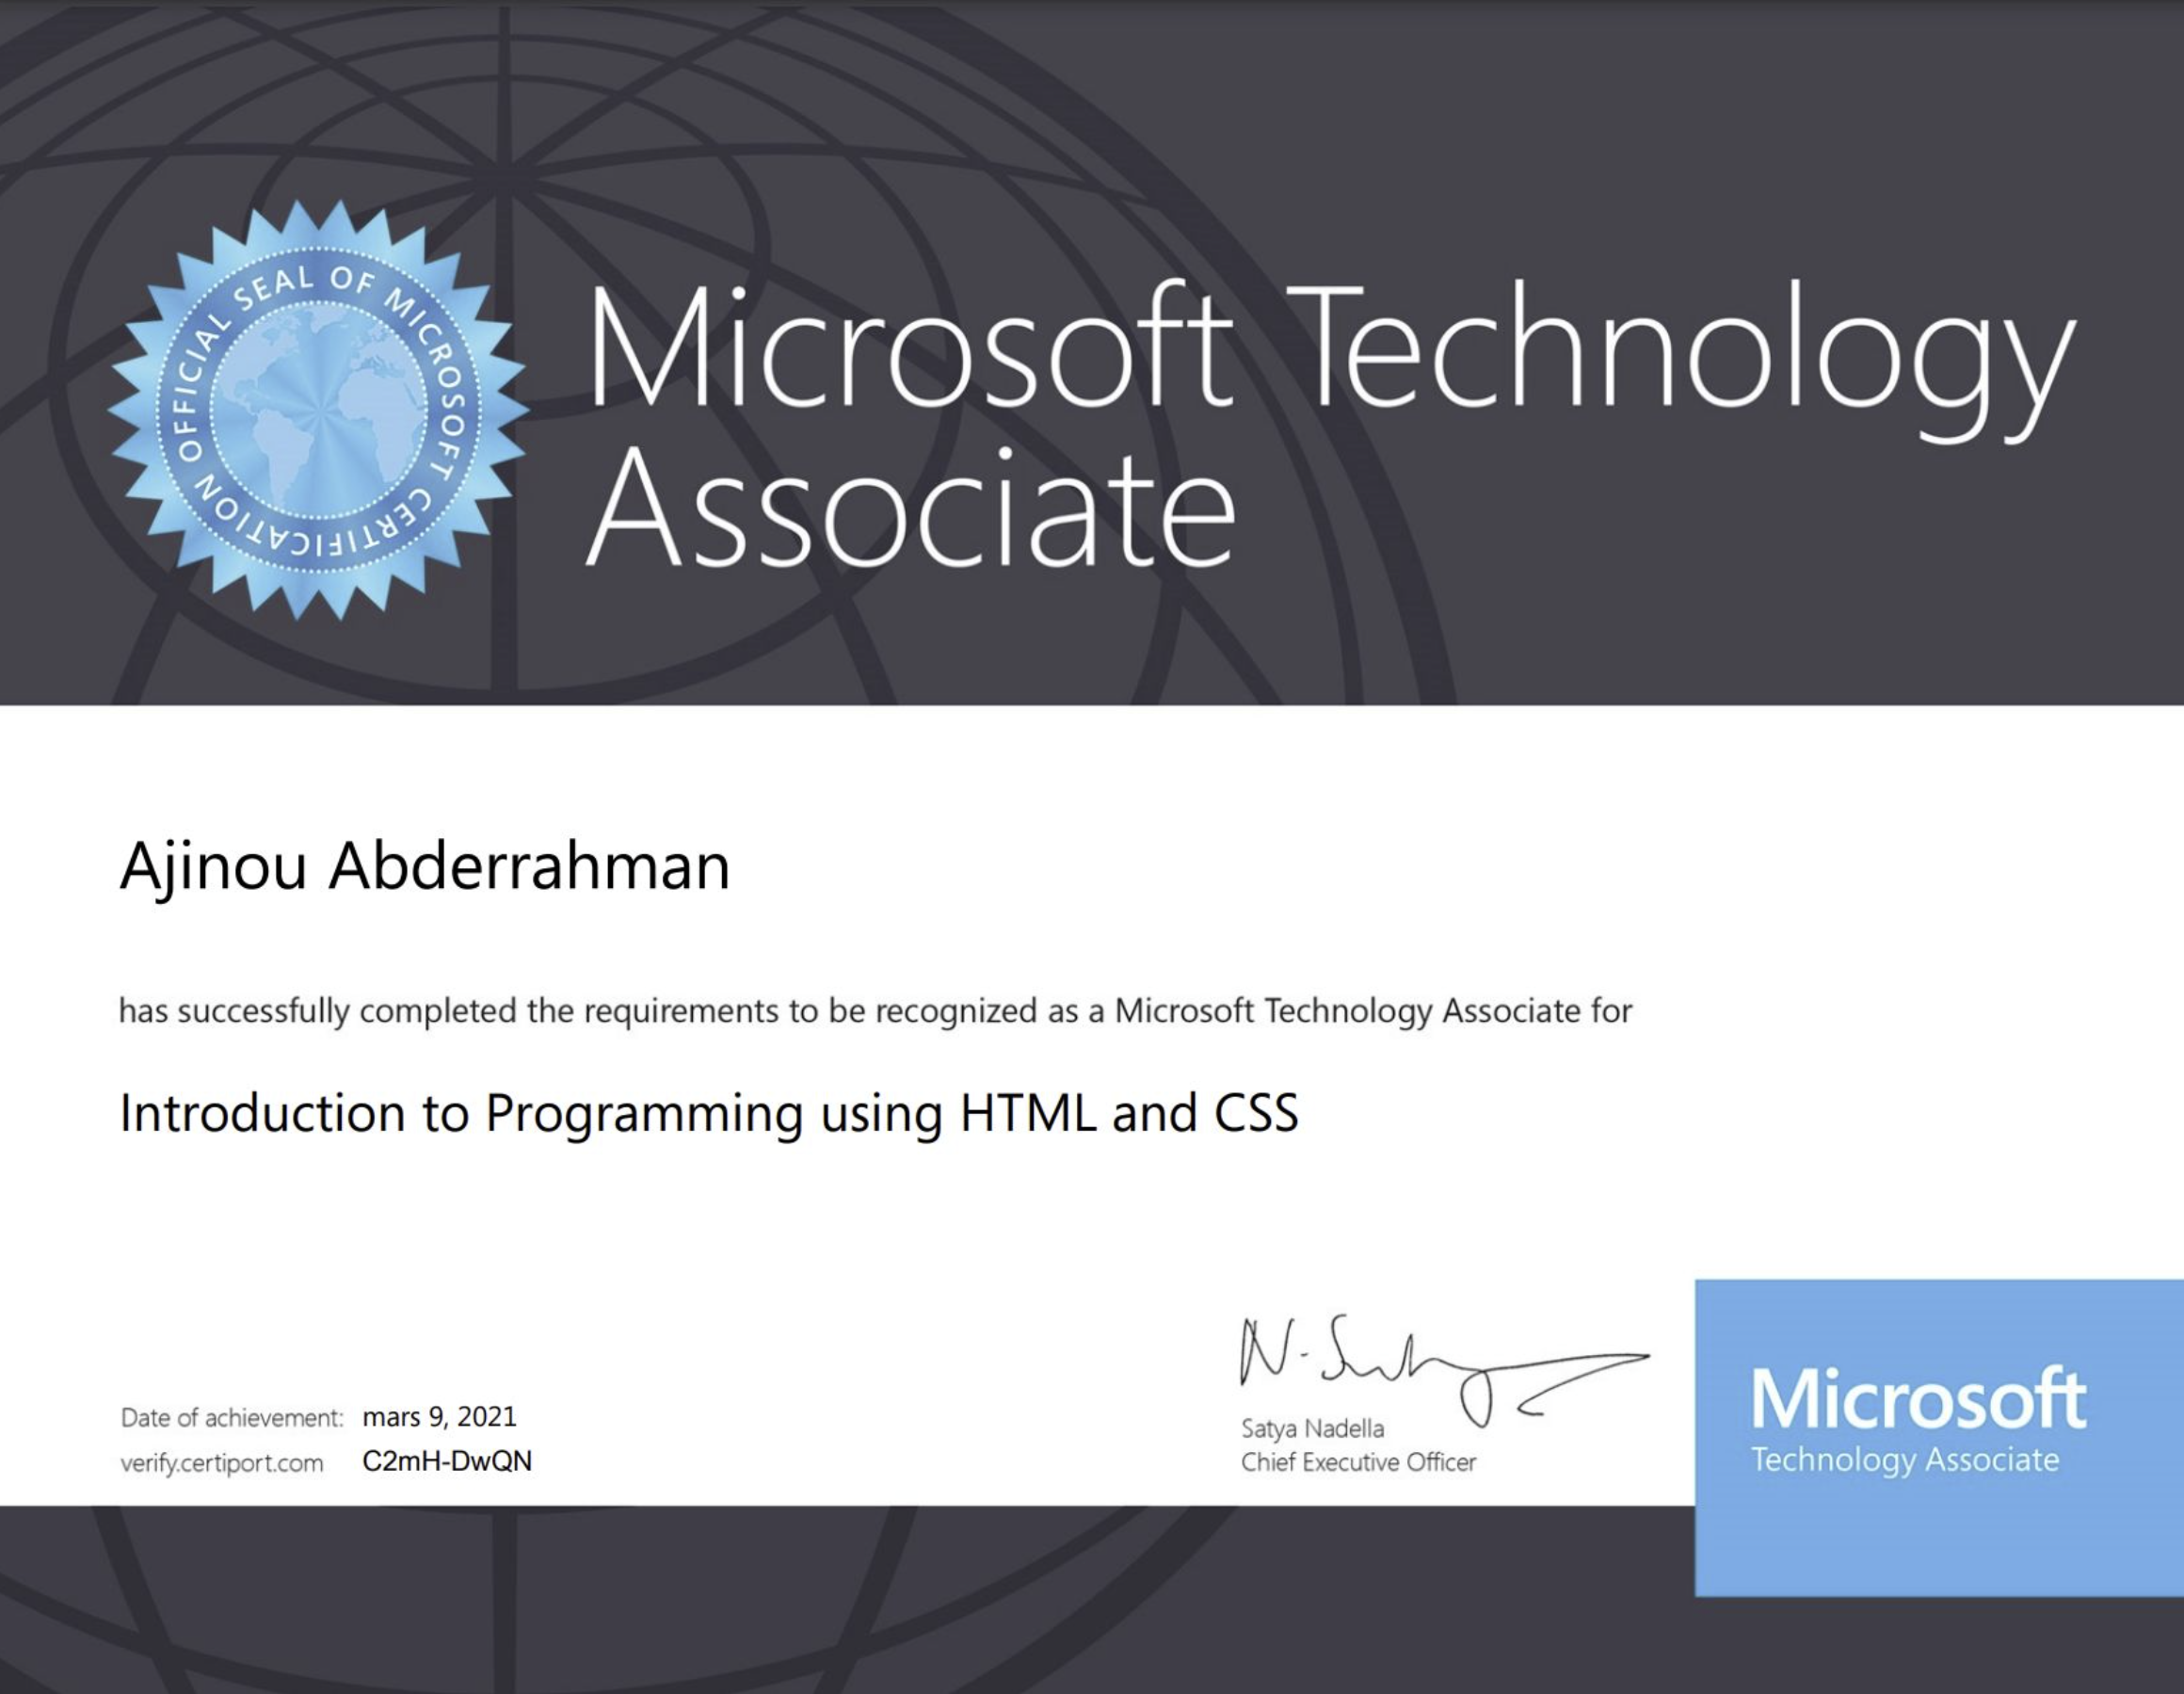 OFFICIAL SEAL OF MICROSOFT CERTIFICATION
Microsoft Technology
Associate
Ajinou Abderrahman
has successfully completed the requirements to be recognized as a Microsoft Technology Associate for
Introduction to Programming using HTML and CSS
Date of achievement: mars 9, 2021
verify.certiport.com C2mH-DwQN
Satya Nadella
Chief Executive Officer
Microsoft
Technology Associate